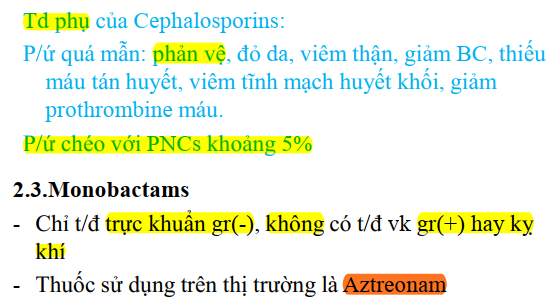 Td phụ của Cephalosporins:
P/ứ quá mẫn: phản vệ, đỏ da, viêm thận, giảm BC, thiếu
máu tán huyết, viêm tĩnh mạch huyết khối, giảm
prothrombine máu.
P/ứ chéo với PNCs khoảng 5%
2.3.Monobactams
- Chỉ t/đ trực khuẩn gr(-), không có t/đ vk gr(+) hay kỵ
khí
- Thuốc sử dụng trên thị trường là Aztreonam